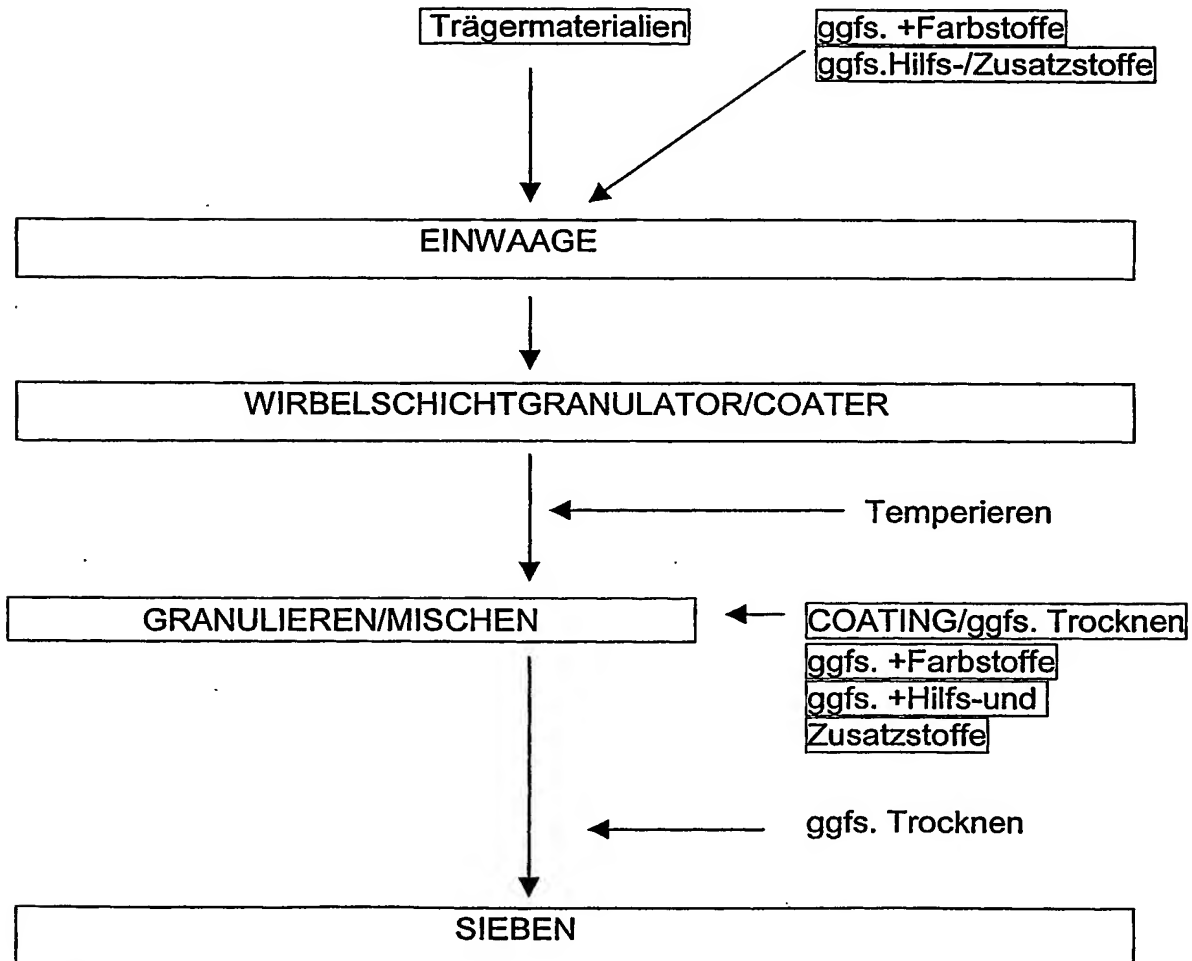 Trägermaterialien
ggfs. +Farbstoffe
ggfs.Hilfs-/Zusatzstoffe
EINWAAGE
WIRBELSCHICHTGRANULATOR/COATER
Temperieren
GRANULIEREN/MISCHEN
COATING/ggfs. Trocknen
ggfs. +Farbstoffe
ggfs. +Hilfs-und
Zusatzstoffe
ggfs. Trocknen
SIEBEN